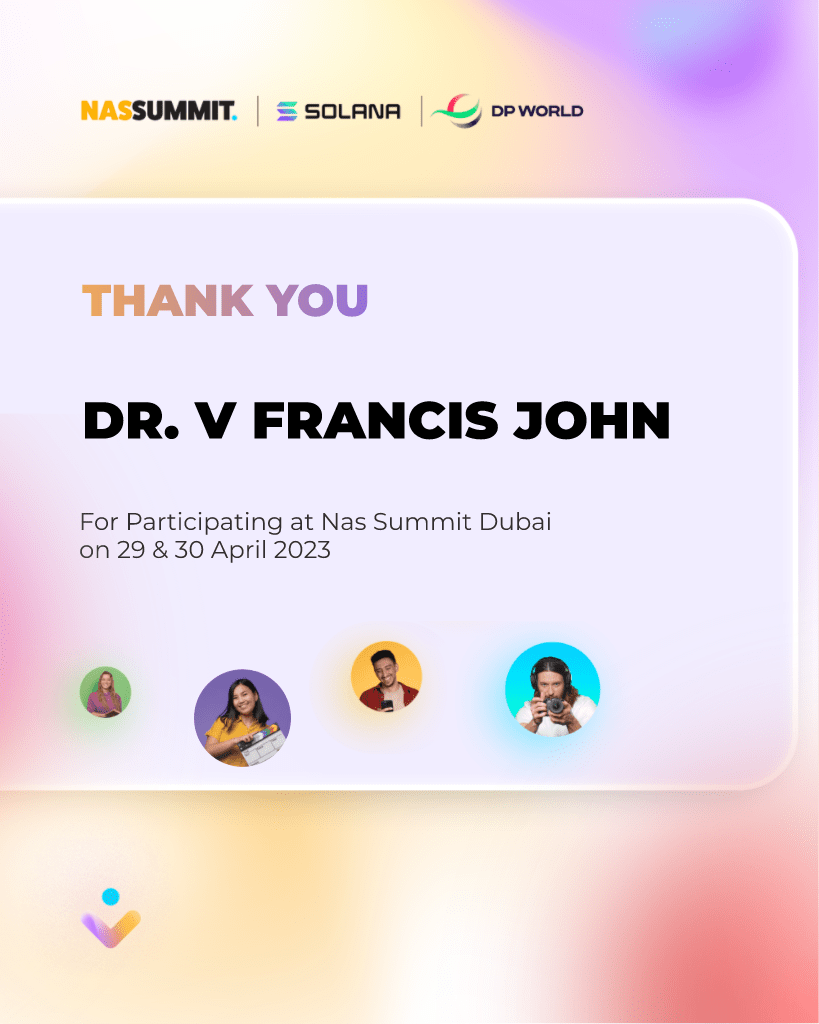 NASSUMMIT. | SOLANA | DP WORLD
THANK YOU
DR. V FRANCIS JOHN
For Participating at Nas Summit Dubai
on 29 & 30 April 2023